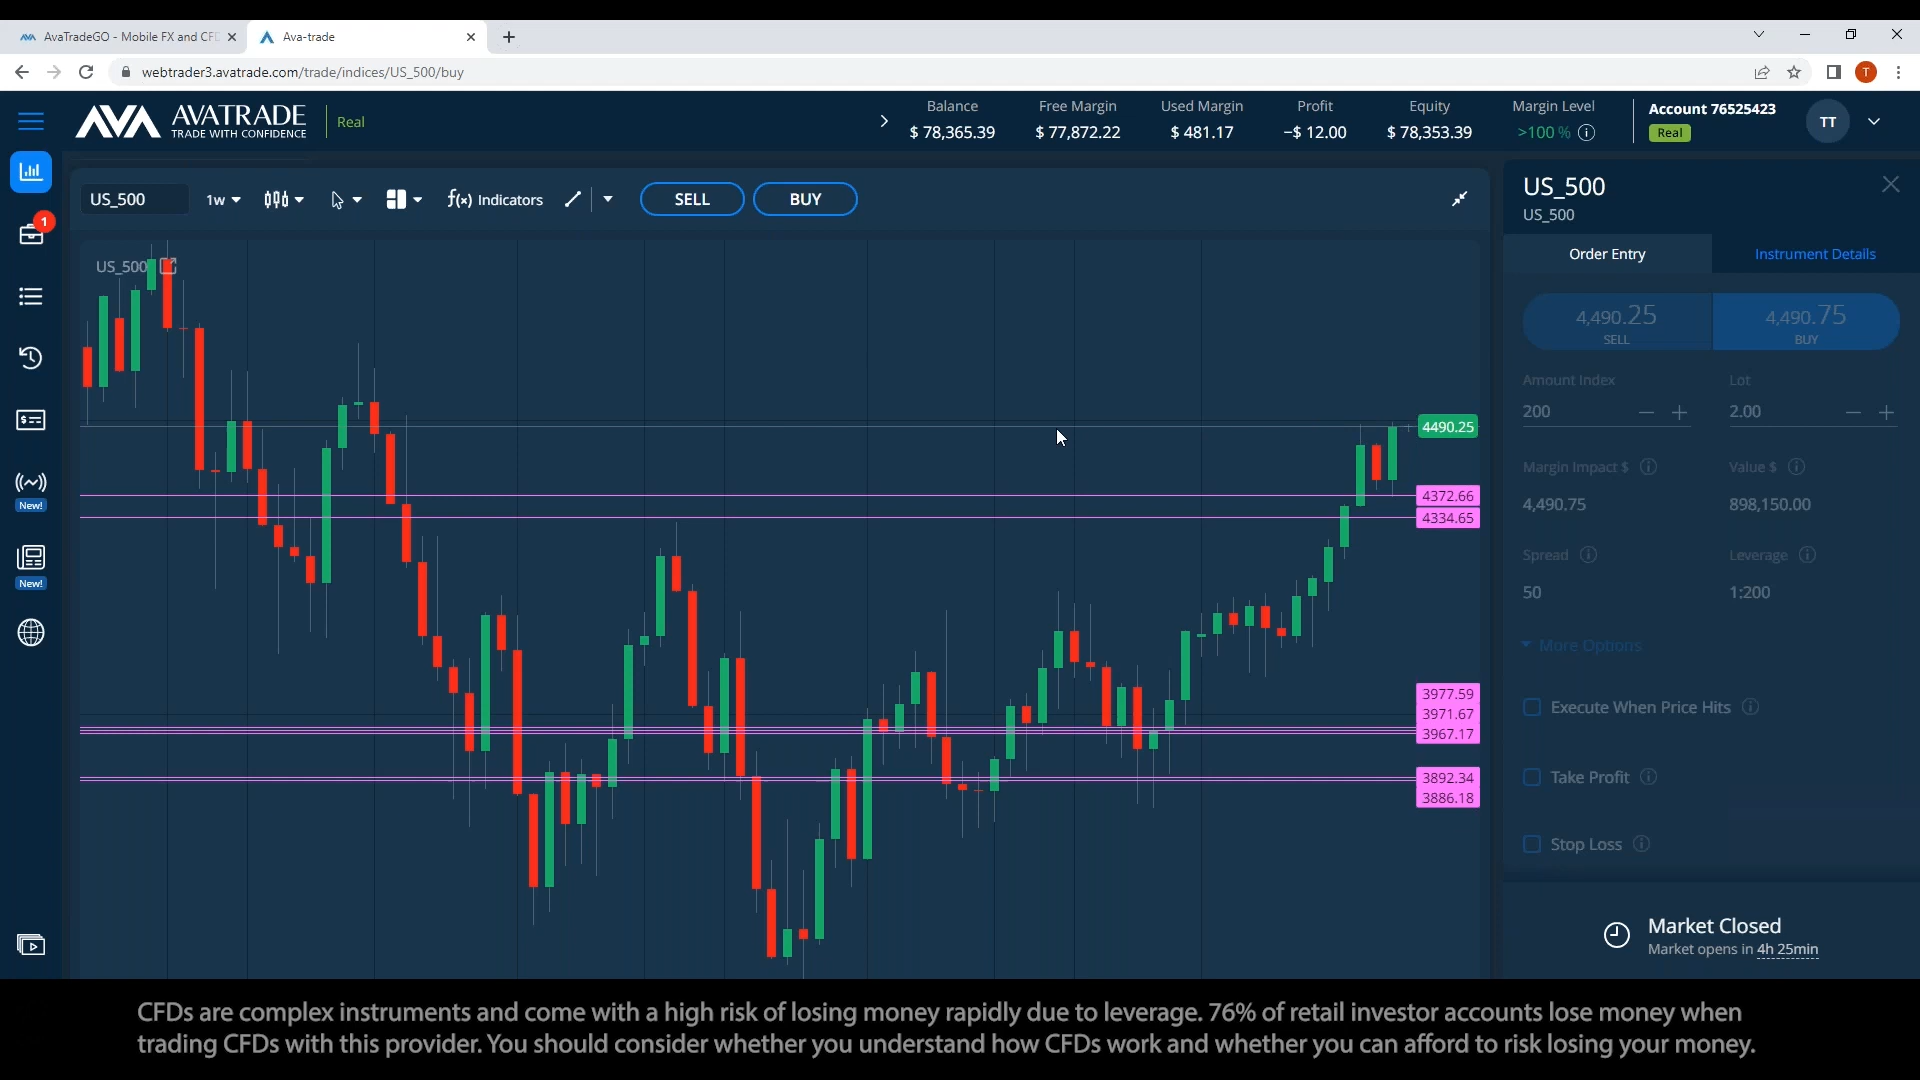 AvaTradeGO - Mobile FX and CFD
Ava-trade
webtrader3.avatrade.com/trade/indices/US_500/buy
T
AVA AVATRADE
TRADE WITH CONFIDENCE
Real
Balance
$ 78,365.39
Free Margin
$ 77,872.22
Used Margin
$ 481.17
Profit
–$ 12.00
Equity
$ 78,353.39
Margin Level
>100 %
Account 76525423
Real
TT
1
New!
New!
US_500
1w
f(x) Indicators
SELL
BUY
US_500
4490.25
4372.66
4334.65
3977.59
3971.67
3967.17
3892.34
3886.18
US_500
US_500
Order Entry
Instrument Details
4,490.25
SELL
4,490.75
BUY
Amount Index
Lot
200
2.00
Margin Impact $
Value $
4,490.75
898,150.00
Spread
Leverage
50
1:200
More Options
Execute When Price Hits
Take Profit
Stop Loss
Market Closed
Market opens in 4h 25min
CFDs are complex instruments and come with a high risk of losing money rapidly due to leverage. 76% of retail investor accounts lose money when
trading CFDs with this provider. You should consider whether you understand how CFDs work and whether you can afford to risk losing your money.